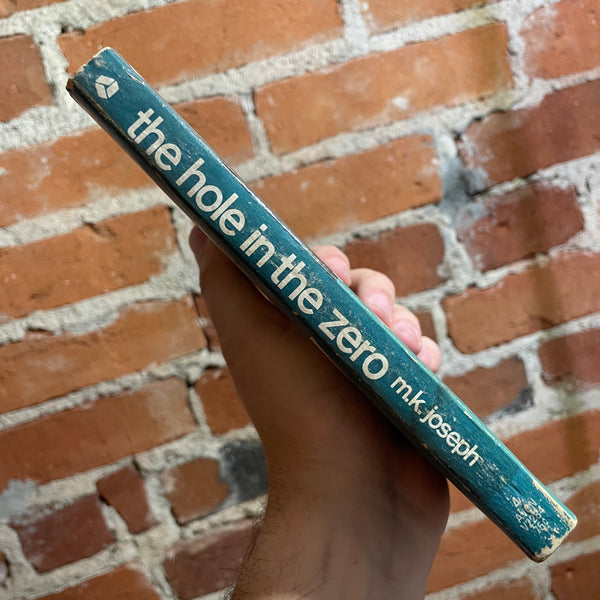 the hole in the zero m.k.joseph